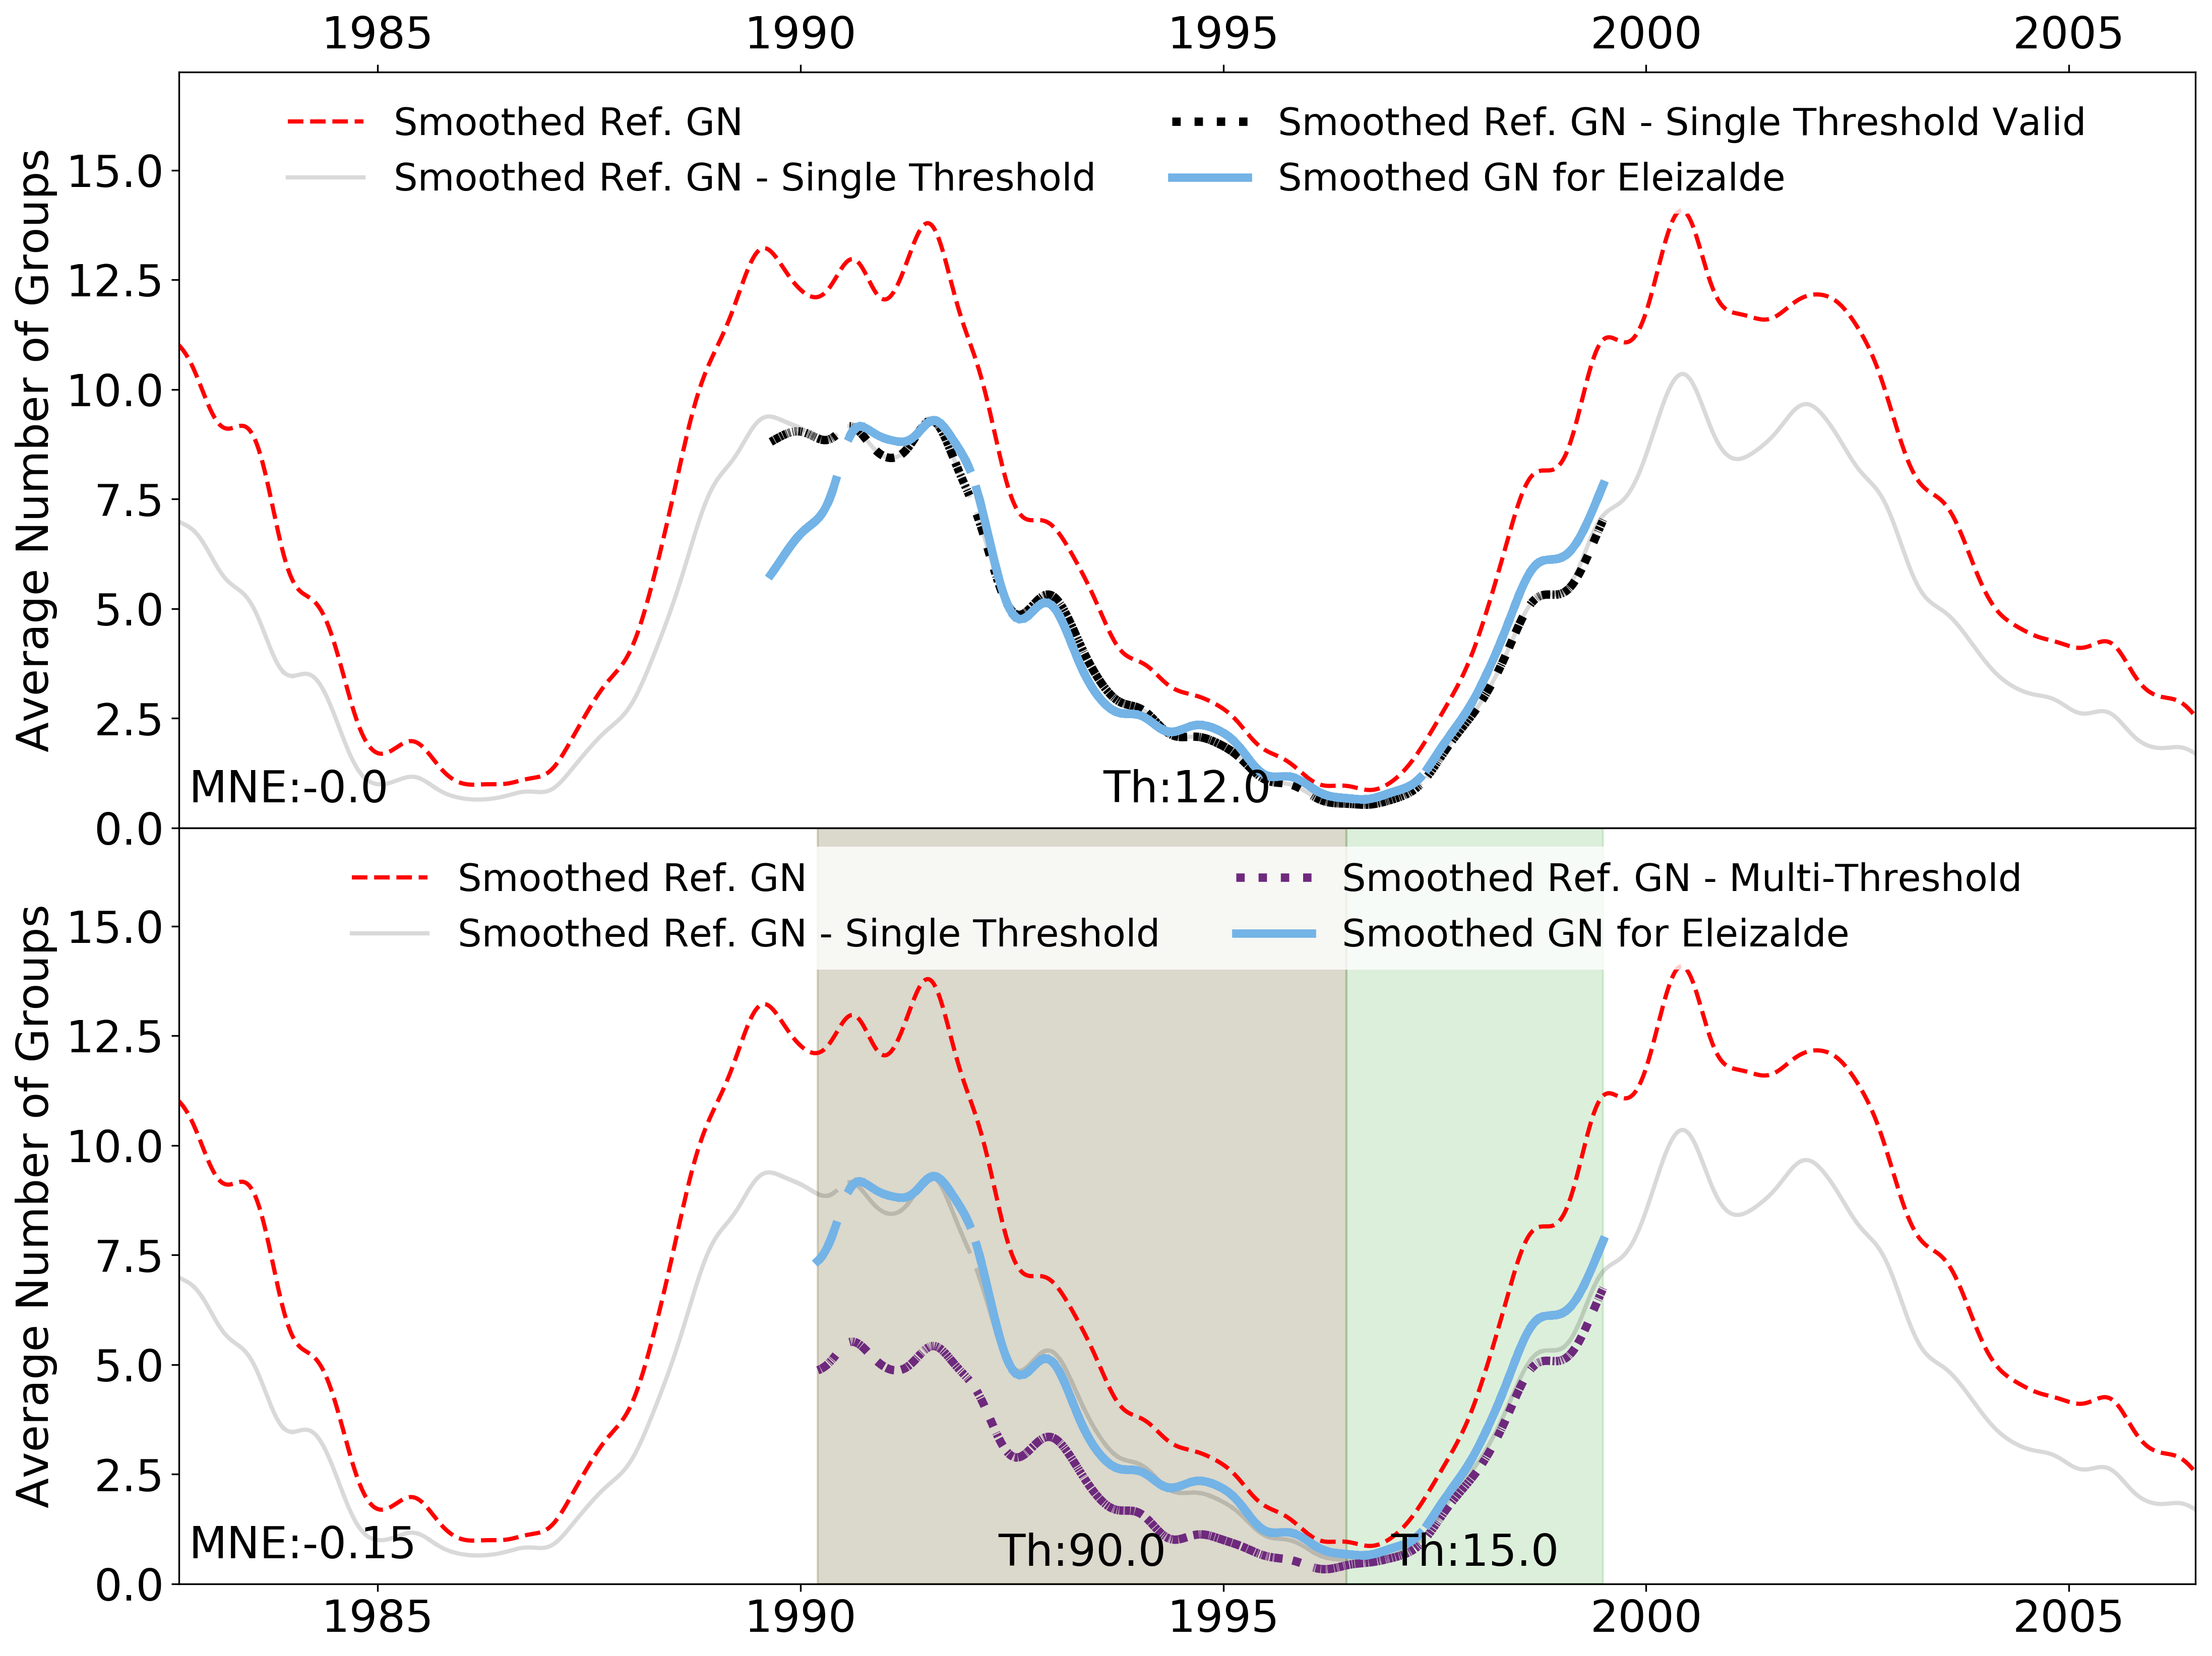 1985 1990 1995 2000 2005
Smoothed Ref. GN
Smoothed Ref. GN - Single Threshold
Smoothed Ref. GN - Single Threshold Valid
Smoothed GN for Eleizalde
Average Number of Groups
15.0
12.5
10.0
7.5
5.0
2.5
0.0
MNE:-0.0
Th:12.0
Smoothed Ref. GN
Smoothed Ref. GN - Single Threshold
Smoothed Ref. GN - Multi-Threshold
Smoothed GN for Eleizalde
Average Number of Groups
15.0
12.5
10.0
7.5
5.0
2.5
0.0
MNE:-0.15
Th:90.0
Th:15.0
1985 1990 1995 2000 2005